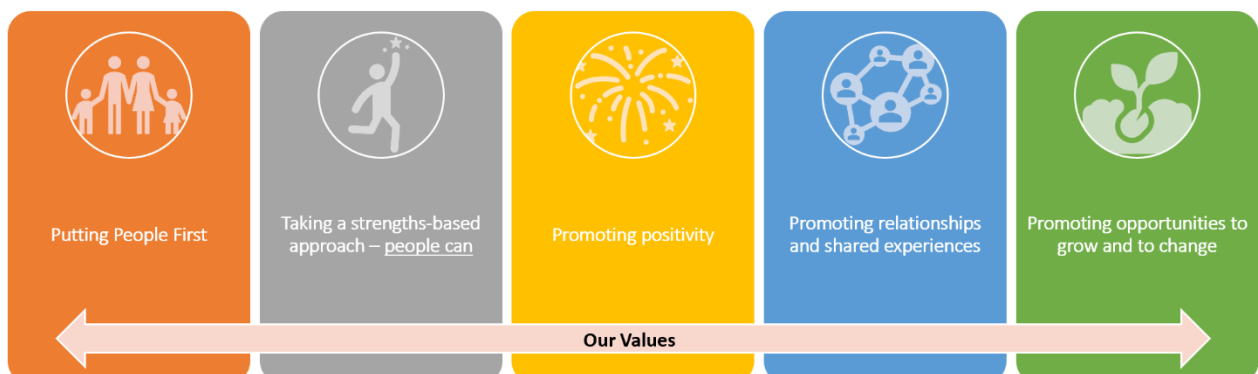 Putting People First
Taking a strengths-based
approach – people can
Promoting positivity
Promoting relationships
and shared experiences
Promoting opportunities to
grow and to change
Our Values